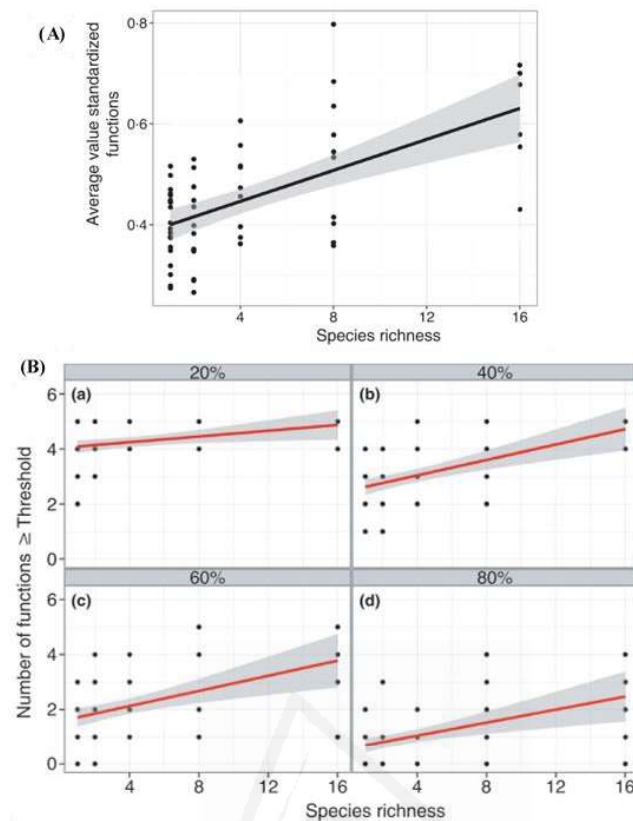 (A)
0·8
0·6
0·4
Average value standardized
functions
4
8
12
16
Species richness
(B)
20%
40%
(a)
(b)
6
4
2
0
60%
80%
(c)
(d)
6
4
2
0
Number of functions ≥ Threshold
4
8
12
16
4
8
12
16
Species richness